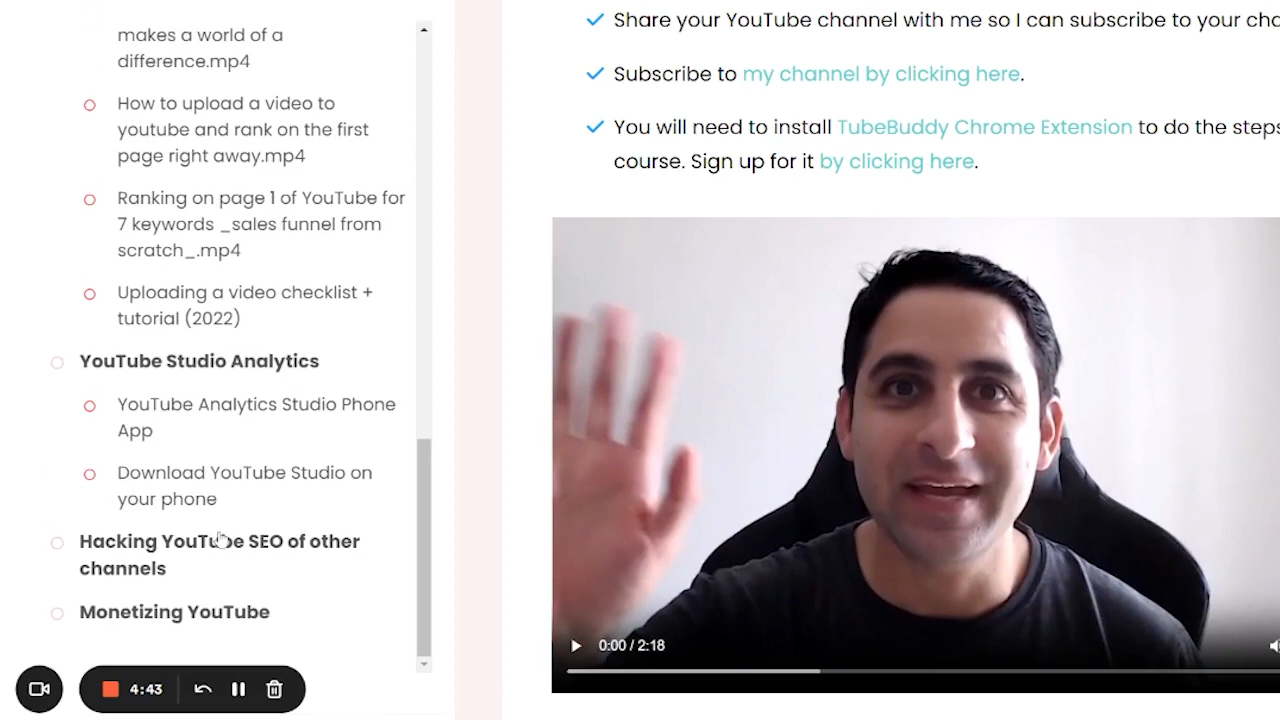 makes a world of a
difference.mp4
How to upload a video to
youtube and rank on the first
page right away.mp4
Ranking on page 1 of YouTube for
7 keywords _sales funnel from
scratch_.mp4
Uploading a video checklist +
tutorial (2022)
YouTube Studio Analytics
YouTube Analytics Studio Phone
App
Download YouTube Studio on
your phone
Hacking YouTube SEO of other
channels
Monetizing YouTube
4:43
Share your YouTube channel with me so I can subscribe to your cha
Subscribe to my channel by clicking here.
You will need to install TubeBuddy Chrome Extension to do the steps
course. Sign up for it by clicking here.
0:00 / 2:18